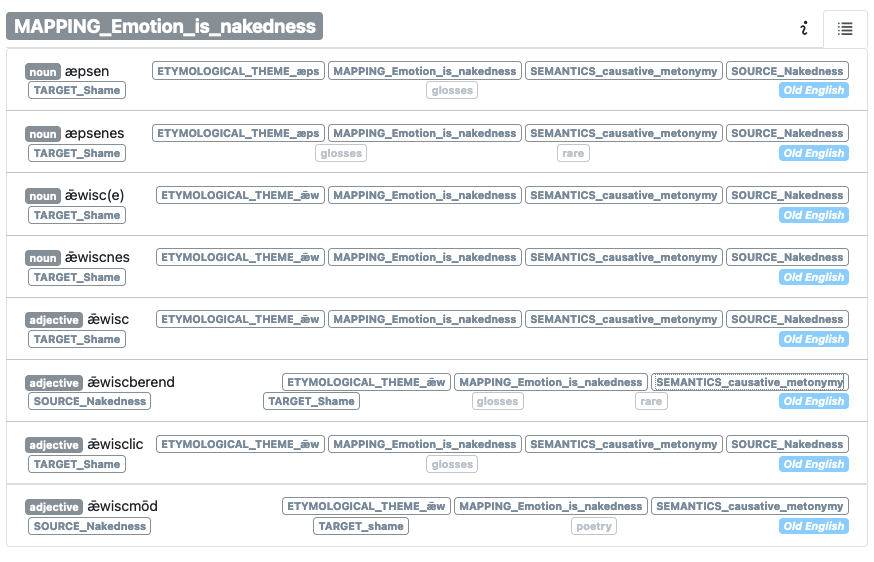 MAPPING_Emotion_is_nakedness i
noun æpsen ETYMOLOGICAL_THEME_æps MAPPING_Emotion_is_nakedness SEMANTICS_causative_metonymy SOURCE_Nakedness
TARGET_Shame glosses Old English
noun æpsenes ETYMOLOGICAL_THEME_æps MAPPING_Emotion_is_nakedness SEMANTICS_causative_metonymy SOURCE_Nakedness
TARGET_Shame glosses rare Old English
noun ǣwisc(e) ETYMOLOGICAL_THEME_ǣw MAPPING_Emotion_is_nakedness SEMANTICS_causative_metonymy SOURCE_Nakedness
TARGET_Shame Old English
noun ǣwiscnes ETYMOLOGICAL_THEME_ǣw MAPPING_Emotion_is_nakedness SEMANTICS_causative_metonymy SOURCE_Nakedness
TARGET_Shame Old English
adjective ǣwisc ETYMOLOGICAL_THEME_ǣw MAPPING_Emotion_is_nakedness SEMANTICS_causative_metonymy SOURCE_Nakedness
TARGET_Shame Old English
adjective ǣwiscberend ETYMOLOGICAL_THEME_ǣw MAPPING_Emotion_is_nakedness SEMANTICS_causative_metonymy
SOURCE_Nakedness TARGET_Shame glosses rare Old English
adjective ǣwisclic ETYMOLOGICAL_THEME_ǣw MAPPING_Emotion_is_nakedness SEMANTICS_causative_metonymy SOURCE_Nakedness
TARGET_Shame glosses Old English
adjective ǣwiscmōd ETYMOLOGICAL_THEME_ǣw MAPPING_Emotion_is_nakedness SEMANTICS_causative_metonymy
SOURCE_Nakedness TARGET_shame poetry Old English